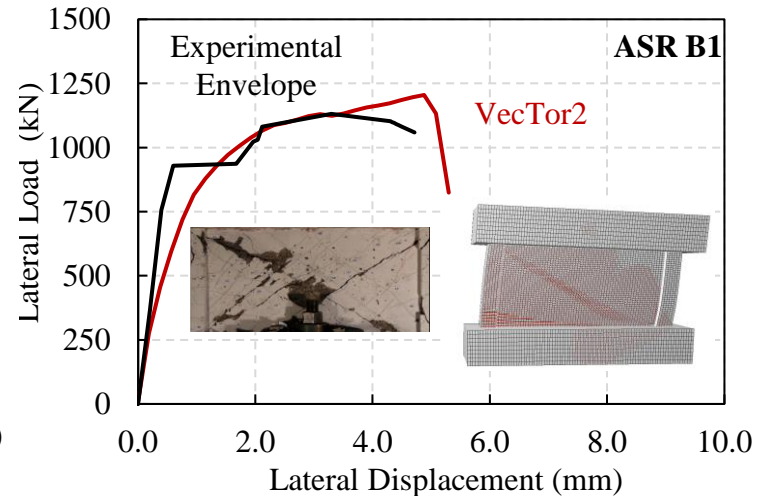 1500
1250
1000
750
500
250
0
Lateral Load (kN)
Experimental
Envelope
ASR B1
VecTor2
)
0.0 2.0 4.0 6.0 8.0 10.0
Lateral Displacement (mm)